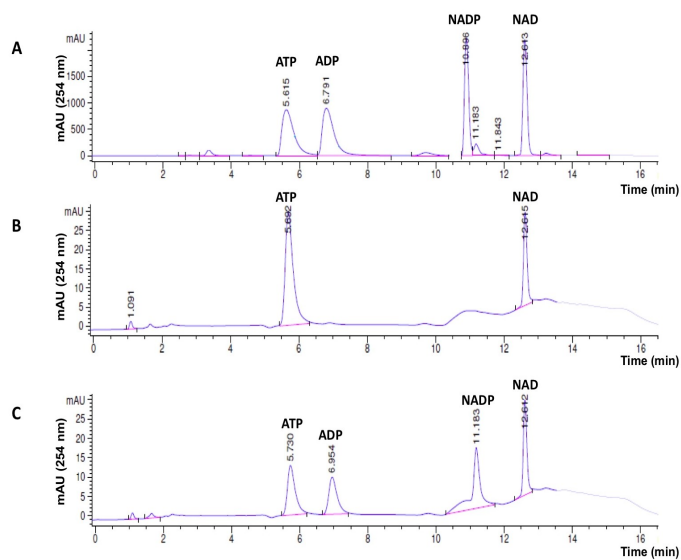 A
mAU
mAU (254 nm)
ATP
ADP
NADP
NAD
5.615
6.791
10.896
11.183
11.843
12.613
1500
1000
500
0
0 2 4 6 8 10 12 14 16
Time (min)
B
mAU
mAU (254 nm)
ATP
NAD
1.091
5.692
12.615
25
20
15
10
5
0
0 2 4 6 8 10 12 14 16
Time (min)
C
mAU
mAU (254 nm)
ATP
ADP
NADP
NAD
5.730
6.954
11.183
12.612
25
20
15
10
5
0
0 2 4 6 8 10 12 14 16
Time (min)